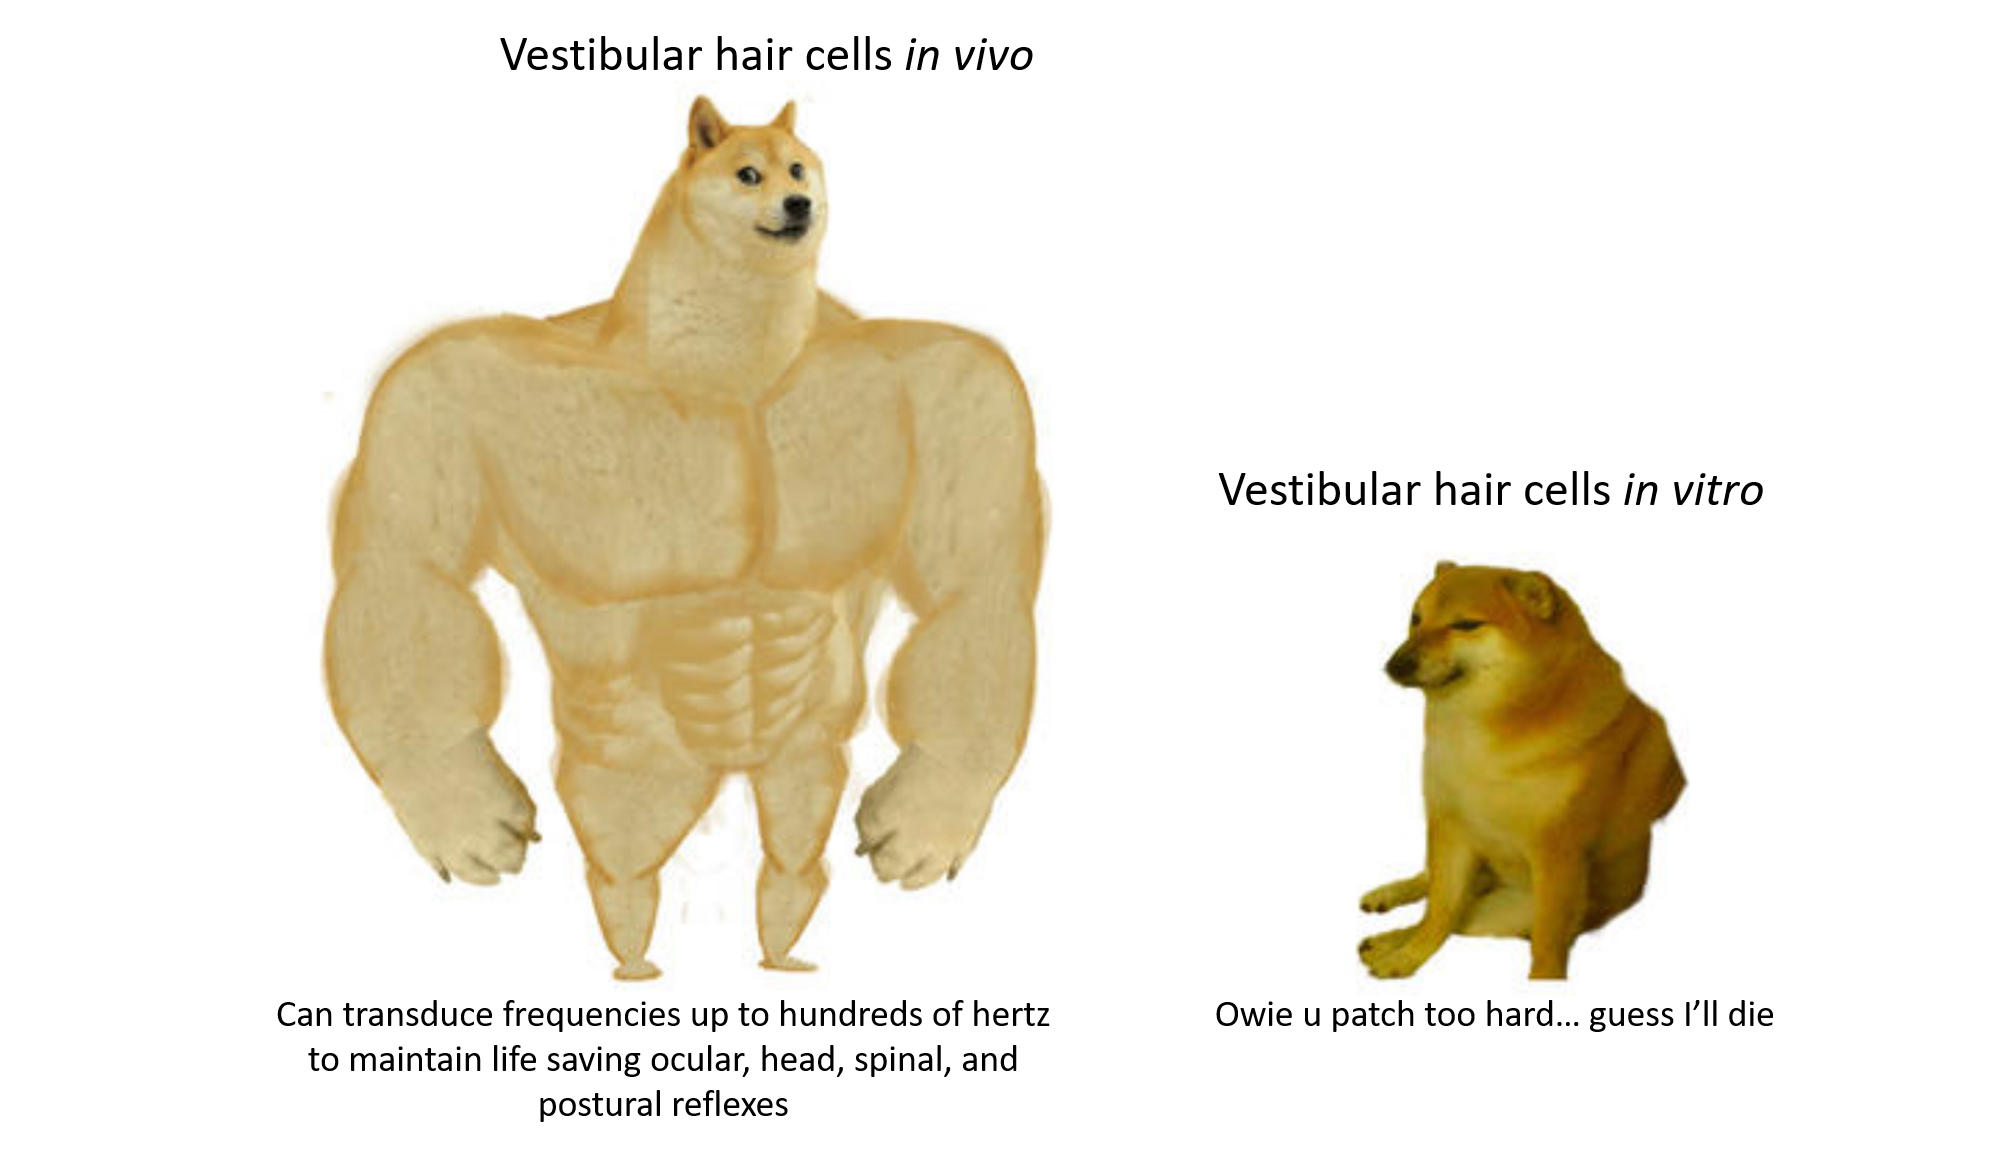 Vestibular hair cells in vivo
Vestibular hair cells in vitro
Can transduce frequencies up to hundreds of hertz
to maintain life saving ocular, head, spinal, and
postural reflexes
Owie u patch too hard… guess I’ll die